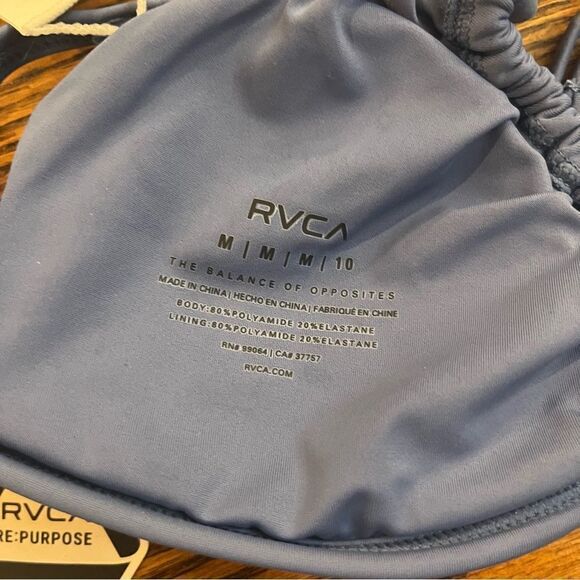 RVCA
M | M | M | 10
THE BALANCE OF OPPOSITES
MADE IN CHINA | HECHO EN CHINA | FABRIQUÉ EN CHINE
BODY:80%POLYAMIDE 20%ELASTANE
LINING:80%POLYAMIDE 20%ELASTANE
RN# 99064 | CA# 37757
RVCA.COM
RVCA
RE:PURPOSE